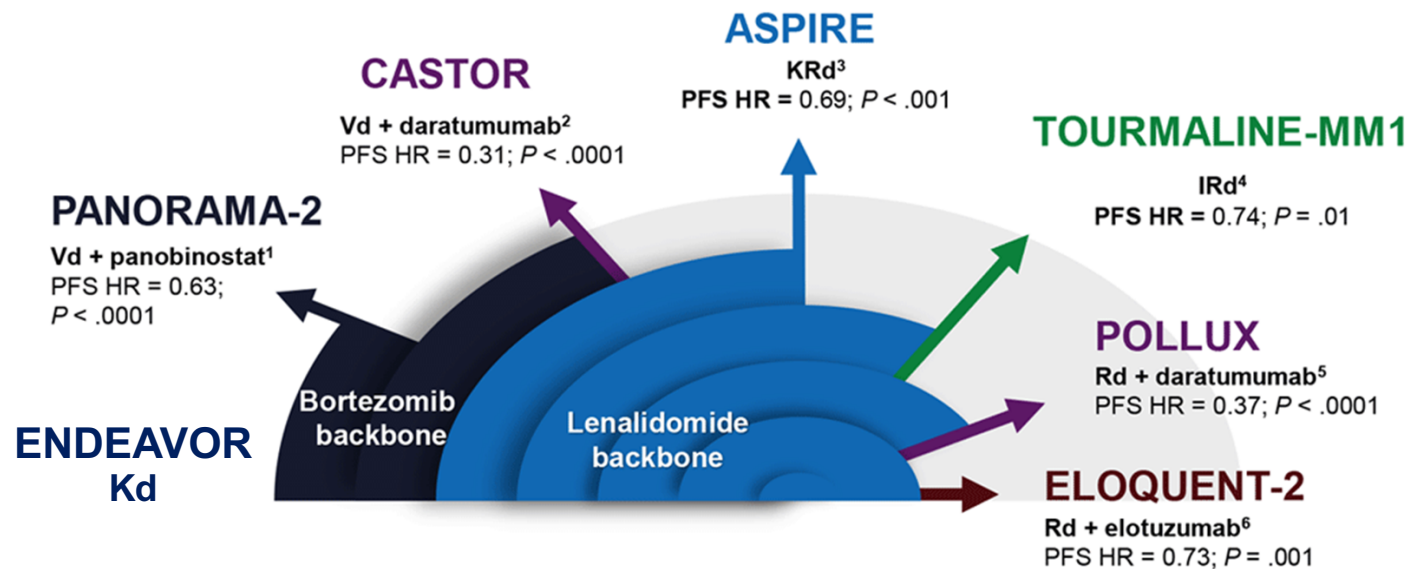 ASPIRE
KRd³
PFS HR = 0.69; P < .001
CASTOR
Vd + daratumumab²
PFS HR = 0.31; P < .0001
TOURMALINE-MM1
IRd⁴
PFS HR = 0.74; P = .01
PANORAMA-2
Vd + panobinostat¹
PFS HR = 0.63;
P < .0001
POLLUX
Rd + daratumumab⁵
PFS HR = 0.37; P < .0001
Bortezomib
backbone
Lenalidomide
backbone
ENDEAVOR
Kd
ELOQUENT-2
Rd + elotuzumab⁶
PFS HR = 0.73; P = .001